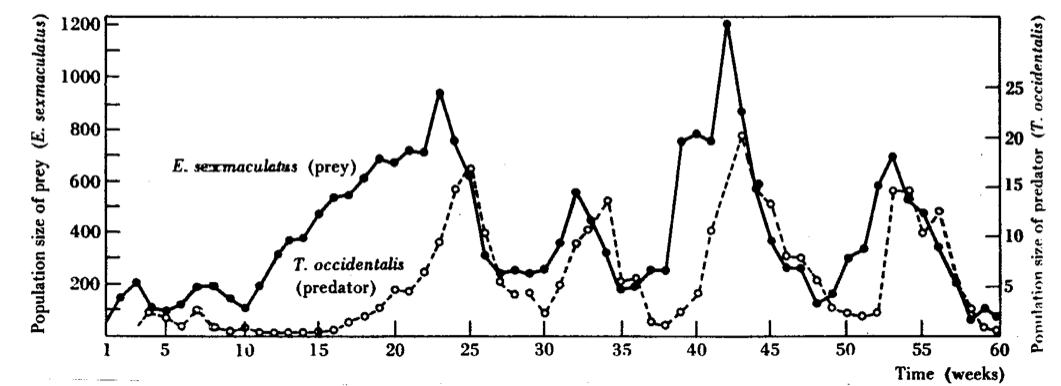 Population size of prey (E. sexmaculatus)
1200
1000
800
600
400
200
E. sexmaculatus (prey)
T. occidentalis
(predator)
25
20
15
10
5
Population size of predator (T. occidentalis)
1 5 10 15 20 25 30 35 40 45 50 55 60
Time (weeks)